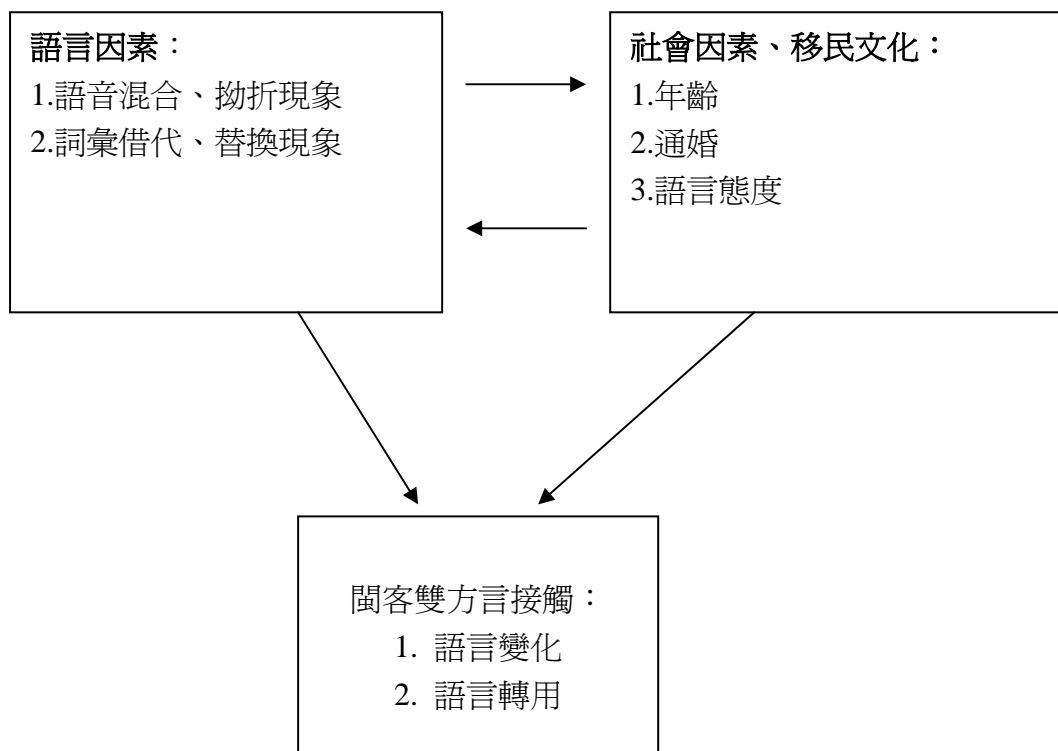 語言因素：
1.語音混合、拗折現象
2.詞彙借代、替換現象
社會因素、移民文化：
1.年齡
2.通婚
3.語言態度
閩客雙方言接觸：
1. 語言變化
2. 語言轉用